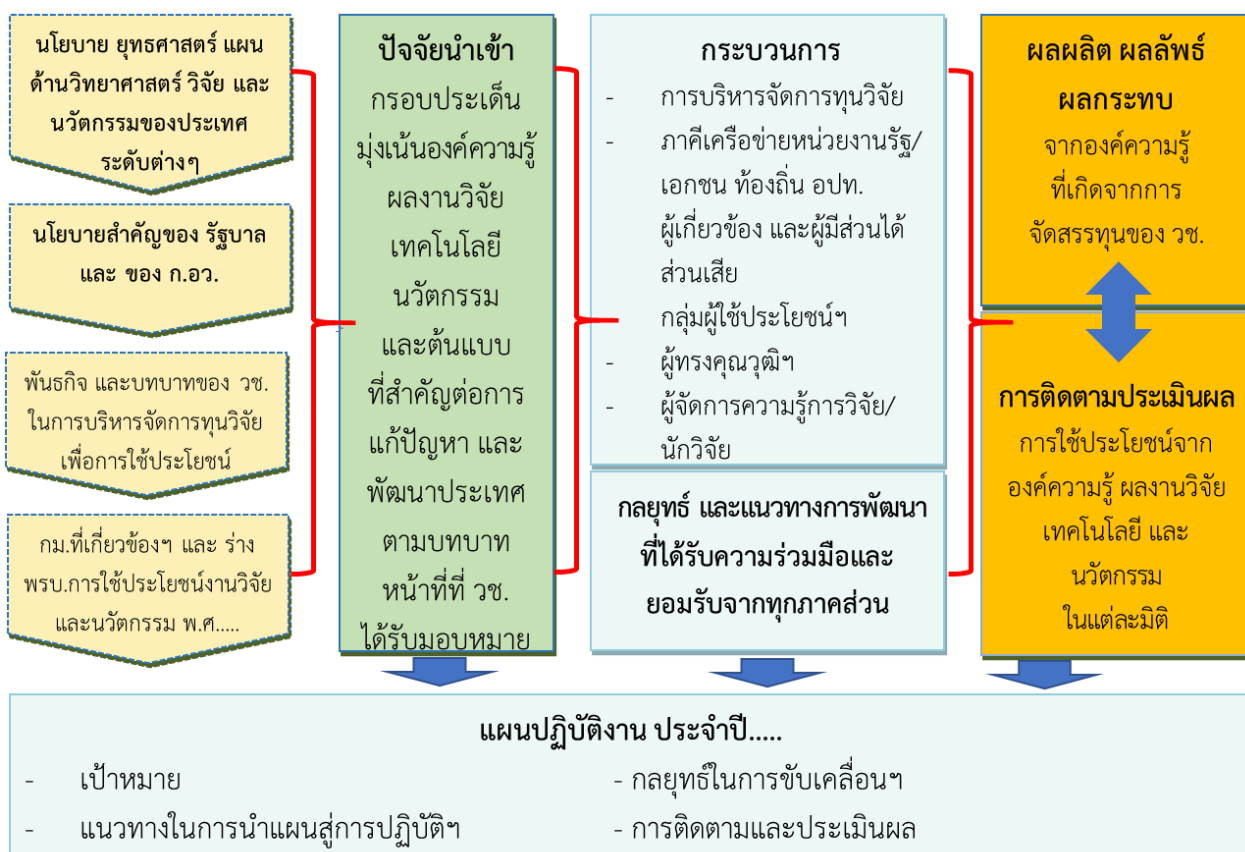 นโยบาย ยุทธศาสตร์ แผน
ด้านวิทยาศาสตร์ วิจัย และ
นวัตกรรมของประเทศ
ระดับต่างๆ
นโยบายสำคัญของ รัฐบาล
และ ของ ก.อว.
พันธกิจ และบทบาทของ วช.
ในการบริหารจัดการทุนวิจัย
เพื่อการใช้ประโยชน์
กม.ที่เกี่ยวข้องฯ และ ร่าง
พรบ.การใช้ประโยชน์งานวิจัย
และนวัตกรรม พ.ศ.....
ปัจจัยนำเข้า
กรอบประเด็น
มุ่งเน้นองค์ความรู้
ผลงานวิจัย
เทคโนโลยี
นวัตกรรม
และต้นแบบ
ที่สำคัญต่อการ
แก้ปัญหา และ
พัฒนาประเทศ
ตามบทบาท
หน้าที่ที่ วช.
ได้รับมอบหมาย
กระบวนการ
- การบริหารจัดการทุนวิจัย
- ภาคีเครือข่ายหน่วยงานรัฐ/
เอกชน ท้องถิ่น อปท.
ผู้เกี่ยวข้อง และผู้มีส่วนได้
ส่วนเสีย
กลุ่มผู้ใช้ประโยชน์ฯ
- ผู้ทรงคุณวุฒิฯ
- ผู้จัดการความรู้การวิจัย/
นักวิจัย
กลยุทธ์ และแนวทางการพัฒนา
ที่ได้รับความร่วมมือและ
ยอมรับจากทุกภาคส่วน
ผลผลิต ผลลัพธ์
ผลกระทบ
จากองค์ความรู้
ที่เกิดจากการ
จัดสรรทุนของ วช.
การติดตามประเมินผล
การใช้ประโยชน์จาก
องค์ความรู้ ผลงานวิจัย
เทคโนโลยี และ
นวัตกรรม
ในแต่ละมิติ
แผนปฏิบัติงาน ประจำปี.....
- เป้าหมาย
- แนวทางในการนำแผนสู่การปฏิบัติฯ
- กลยุทธ์ในการขับเคลื่อนฯ
- การติดตามและประเมินผล